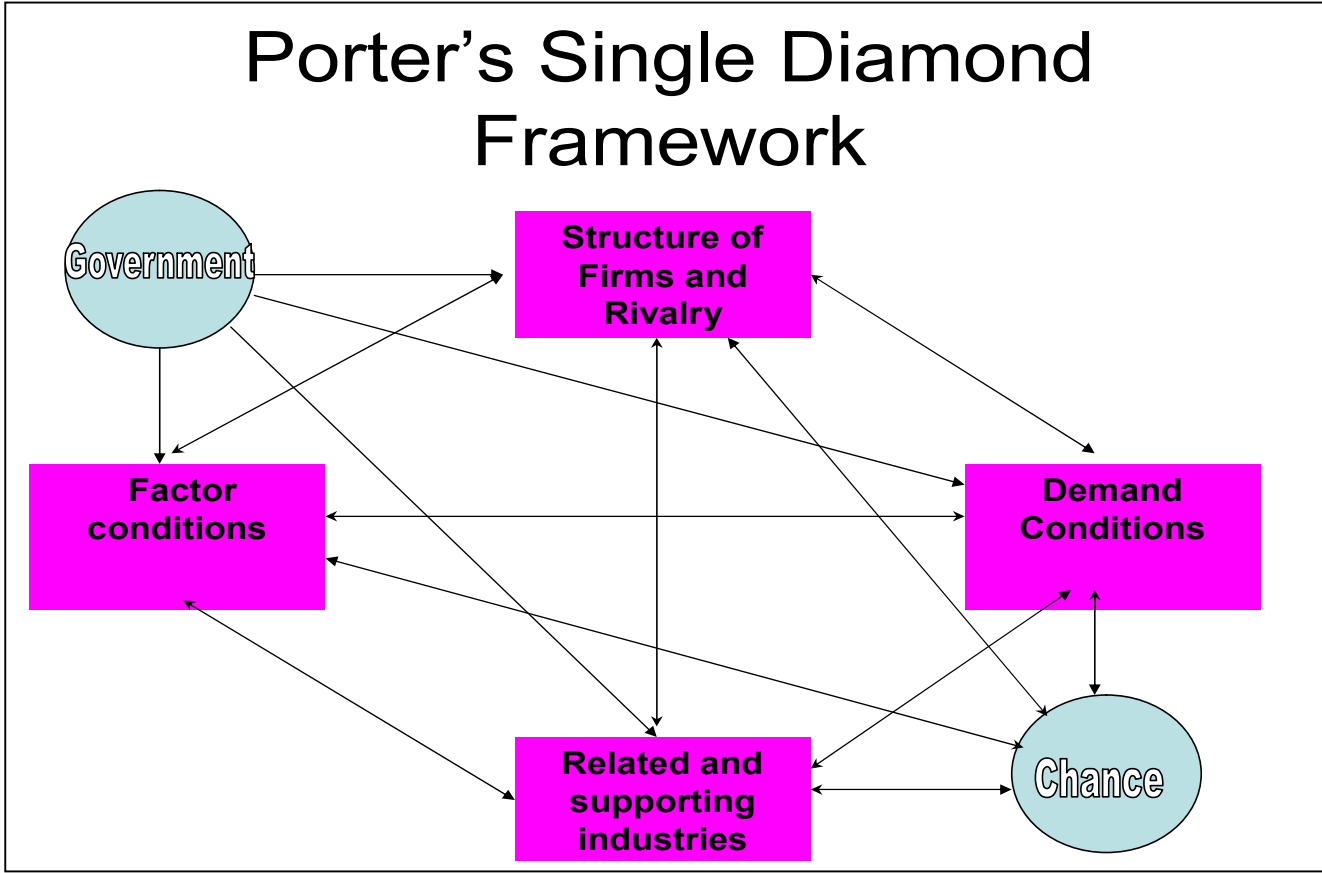 Porter’s Single Diamond
Framework
Government
Structure of
Firms and
Rivalry
Factor
conditions
Demand
Conditions
Related and
supporting
industries
Chance